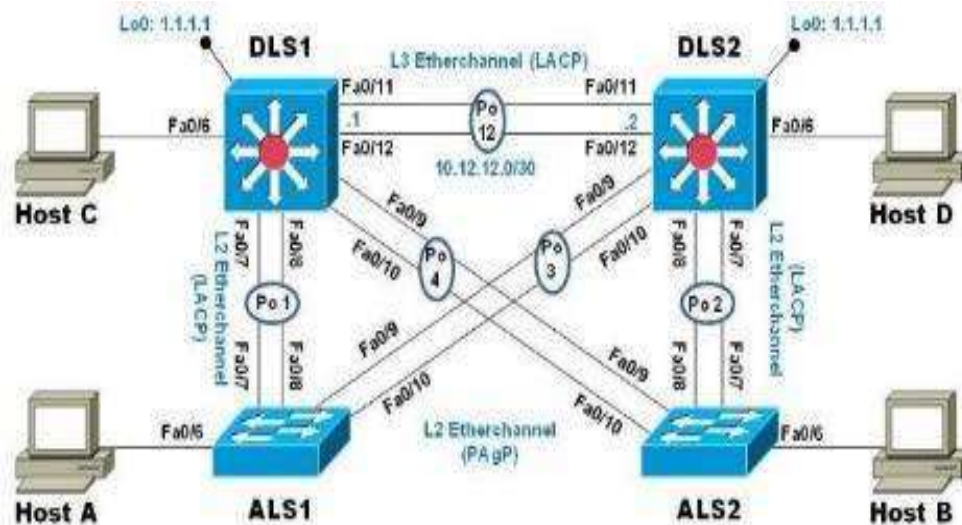 Lo0: 1.1.1.1
Lo0: 1.1.1.1
DLS1
DLS2
L3 Etherchannel (LACP)
Fa0/11
Fa0/11
Po
12
.1
.2
Fa0/6
Fa0/6
Fa0/12
Fa0/12
10.12.12.0/30
Host C
Host D
Fa0/9
Fa0/9
Fa0/10
Fa0/10
Fa0/7
Fa0/8
Fa0/8
Fa0/7
L2 Etherchannel
(LACP)
Po 1
Po
4
Po
3
Po 2
(LACP)
L2 Etherchannel
Fa0/7
Fa0/8
Fa0/8
Fa0/7
Fa0/9
Fa0/10
Fa0/9
Fa0/10
Fa0/6
Fa0/6
L2 Etherchannel
(PAgP)
Host A
ALS1
ALS2
Host B